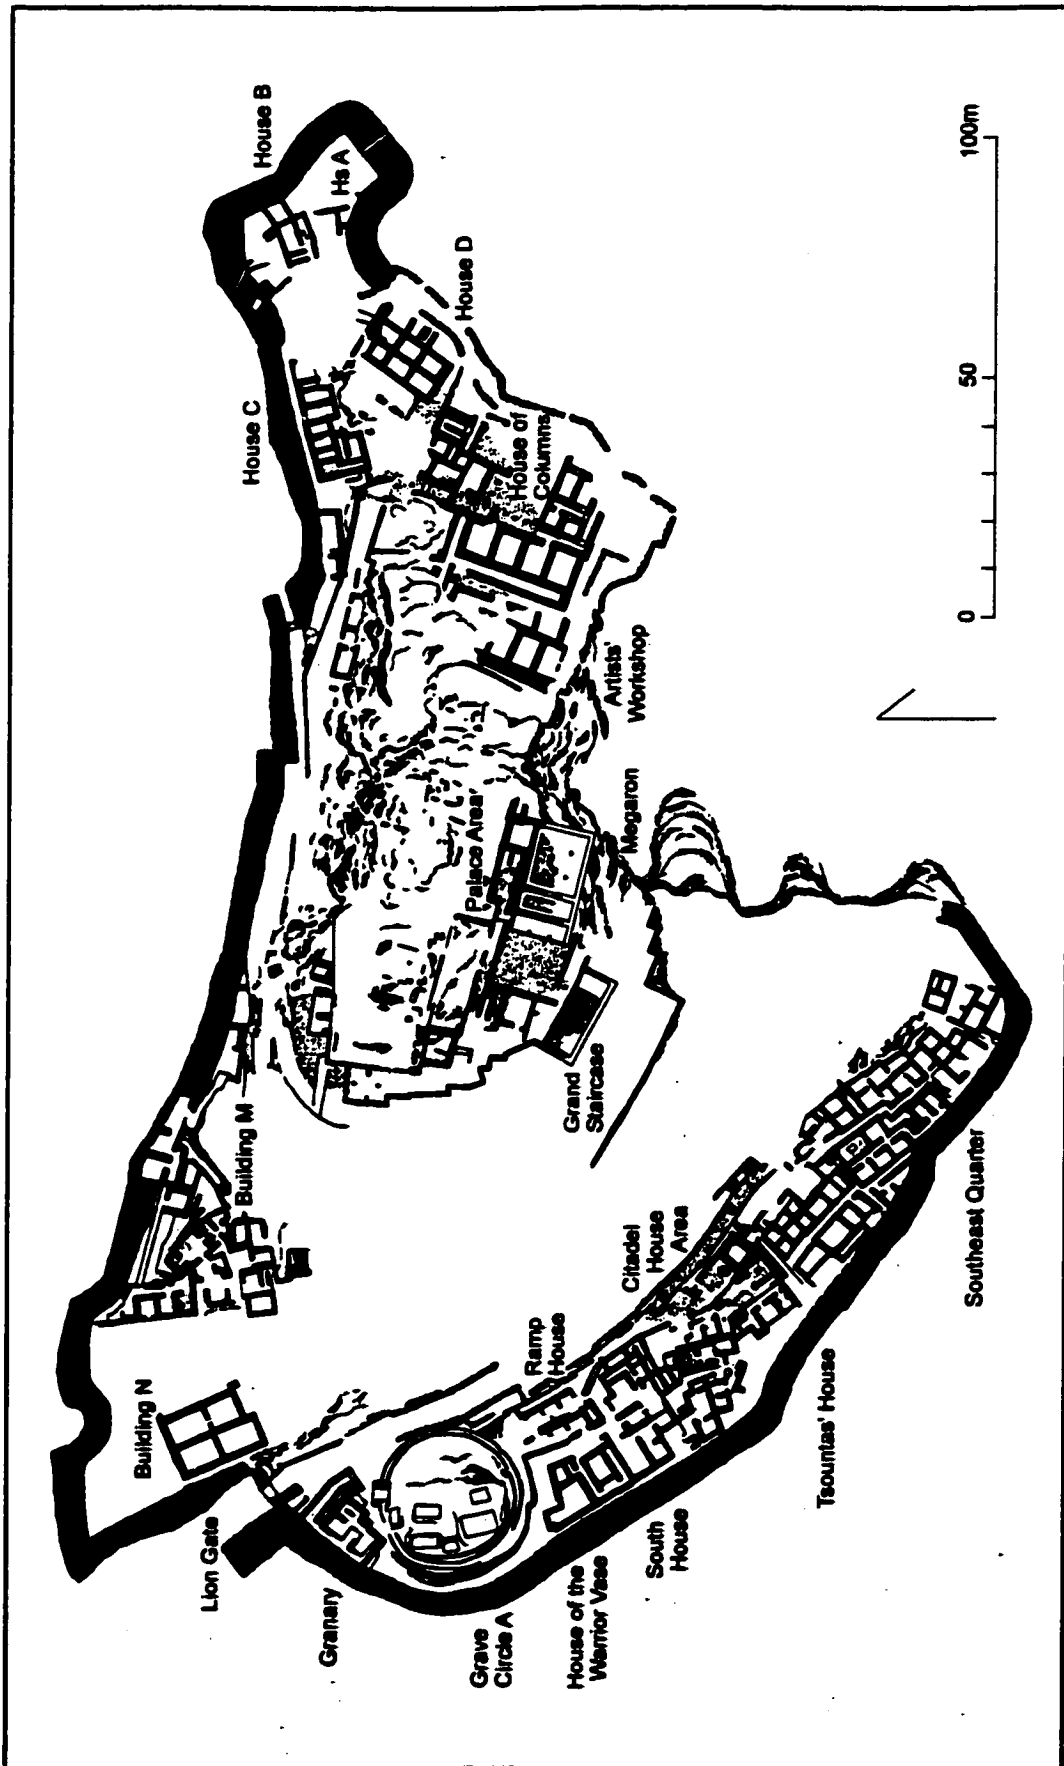 Lion Gate
Granary
Grave
Circle A
House of the
Warrior Vase
South
House
Tsountas' House
Southeast Quarter
Building N
Ramp
House
Citadel
House
Area
Building M
Grand
Staircase
Palace Area
Megaron
Artists'
Workshop
House of
Columns
House D
House C
House B
Hs A
0
50
100m